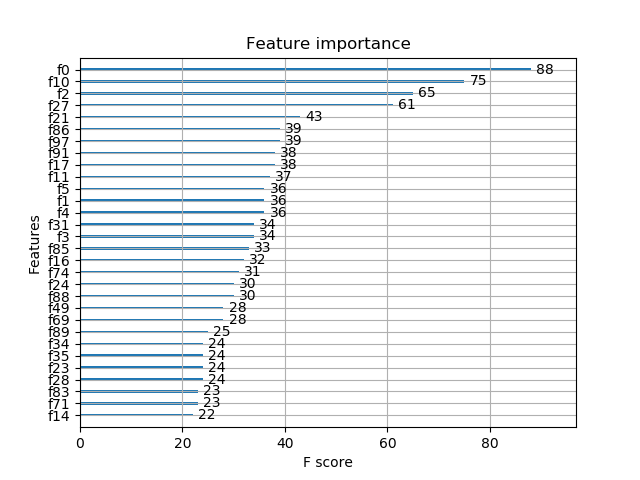 Feature importance
f0 88
f10 75
f2 65
f27 61
f21 43
f86 39
f97 39
f91 38
f17 38
f11 37
f5 36
f1 36
f4 36
f31 34
f3 34
f85 33
f16 32
f74 31
f24 30
f88 30
f49 28
f69 28
f89 25
f34 24
f35 24
f23 24
f28 24
f83 23
f71 23
f14 22
Features
0 20 40 60 80
F score